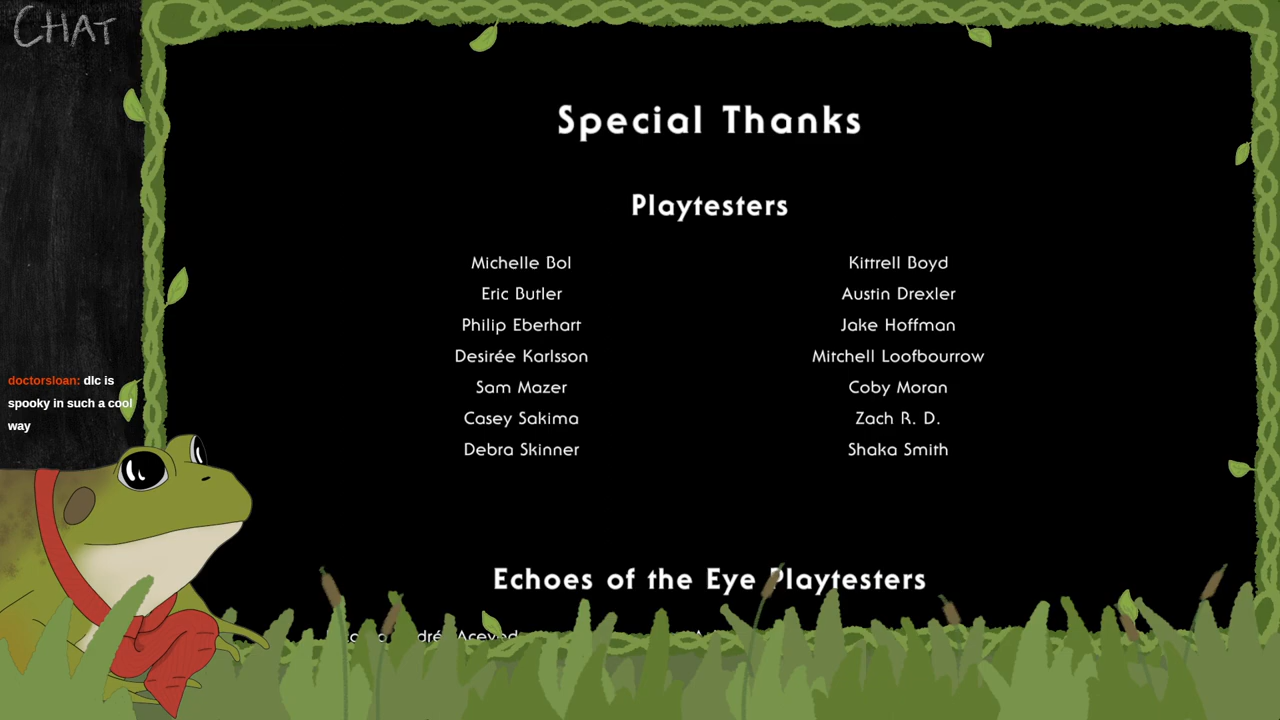 CHAT
Special Thanks
Playtesters
Michelle Bol
Kittrell Boyd
Eric Butler
Austin Drexler
Philip Eberhart
Jake Hoffman
Desirée Karlsson
Mitchell Loofbourrow
Sam Mazer
Coby Moran
Casey Sakima
Zach R. D.
Debra Skinner
Shaka Smith
doctorsloan: dlc is
spooky in such a cool
way
Echoes of the Eye Playtesters